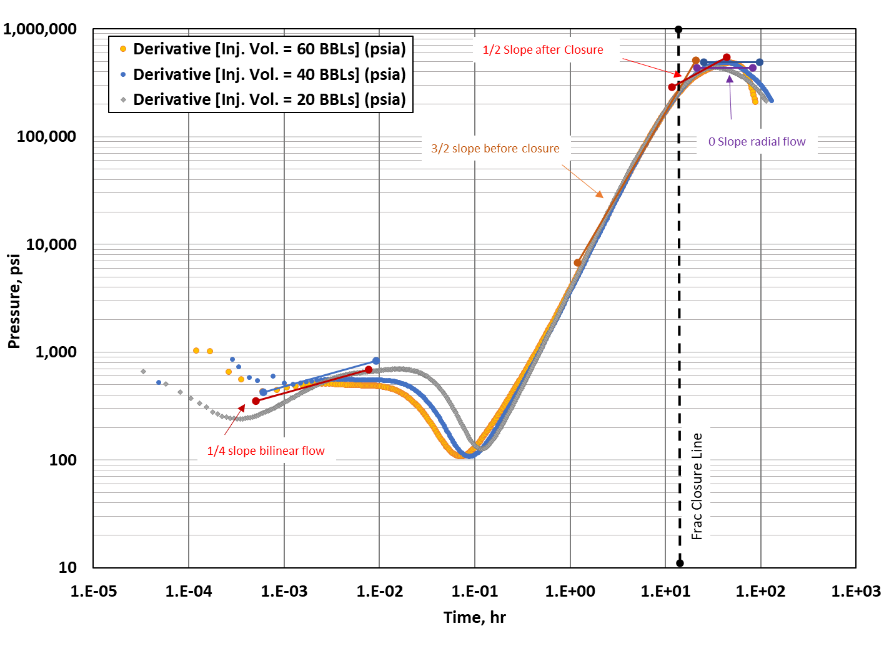 1,000,000
100,000
10,000
1,000
100
10
Pressure, psi
Derivative [Inj. Vol. = 60 BBLs] (psia)
Derivative [Inj. Vol. = 40 BBLs] (psia)
Derivative [Inj. Vol. = 20 BBLs] (psia)
1/2 Slope after Closure
3/2 slope before closure
0 Slope radial flow
1/4 slope bilinear flow
Frac Closure Line
1.E-05 1.E-04 1.E-03 1.E-02 1.E-01 1.E+00 1.E+01 1.E+02 1.E+03
Time, hr